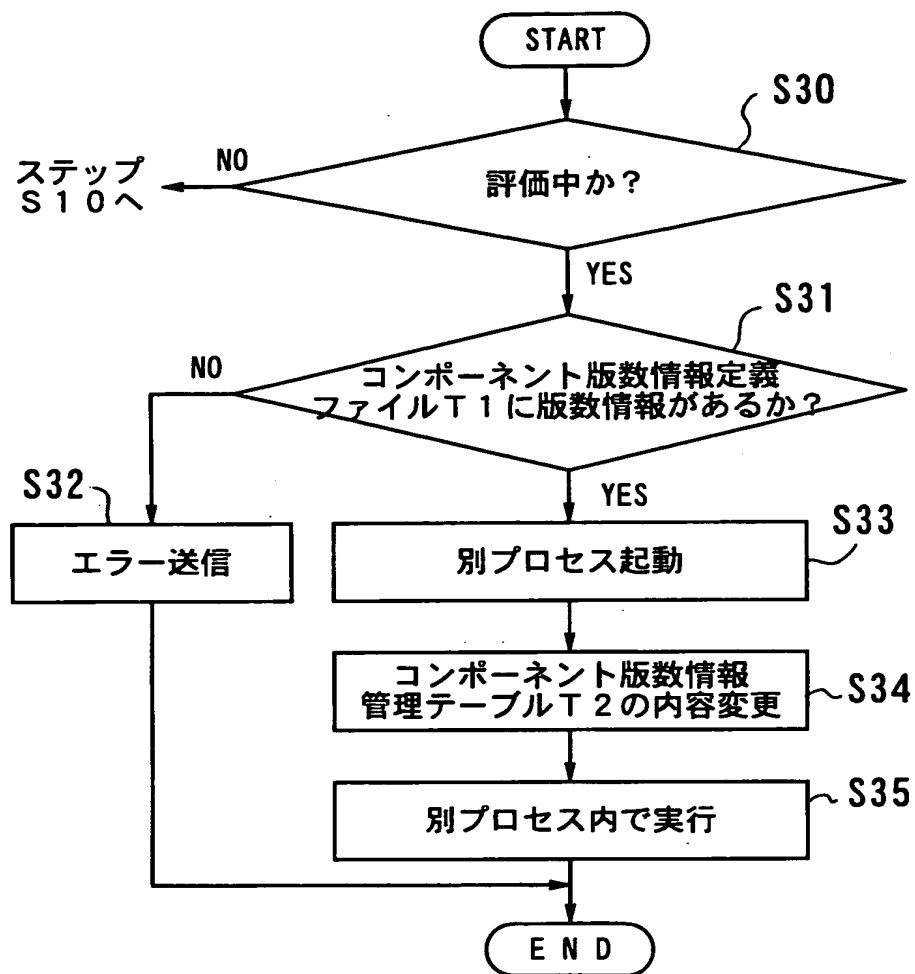 START
S30
評価中か?
NO
ステップ
S10へ
YES
S31
コンポーネント版数情報定義
ファイルT1に版数情報があるか?
NO
YES
S32
エラー送信
S33
別プロセス起動
コンポーネント版数情報
管理テーブルT2の内容変更
S34
S35
別プロセス内で実行
END